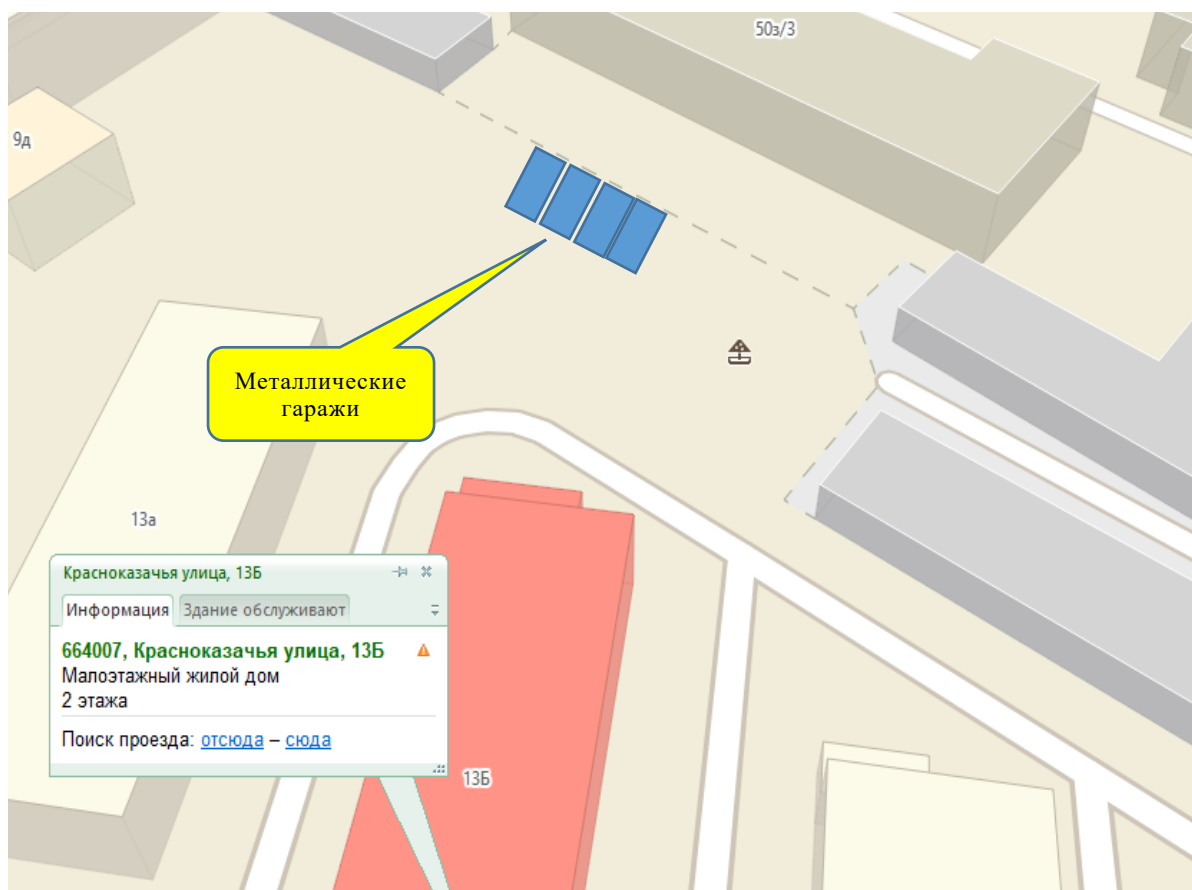 50з/3
9д
Металлические
гаражи
13а
Красноказачья улица, 13Б
Информация Здание обслуживают
664007, Красноказачья улица, 13Б
Малоэтажный жилой дом
2 этажа
Поиск проезда: отсюда – сюда
13Б